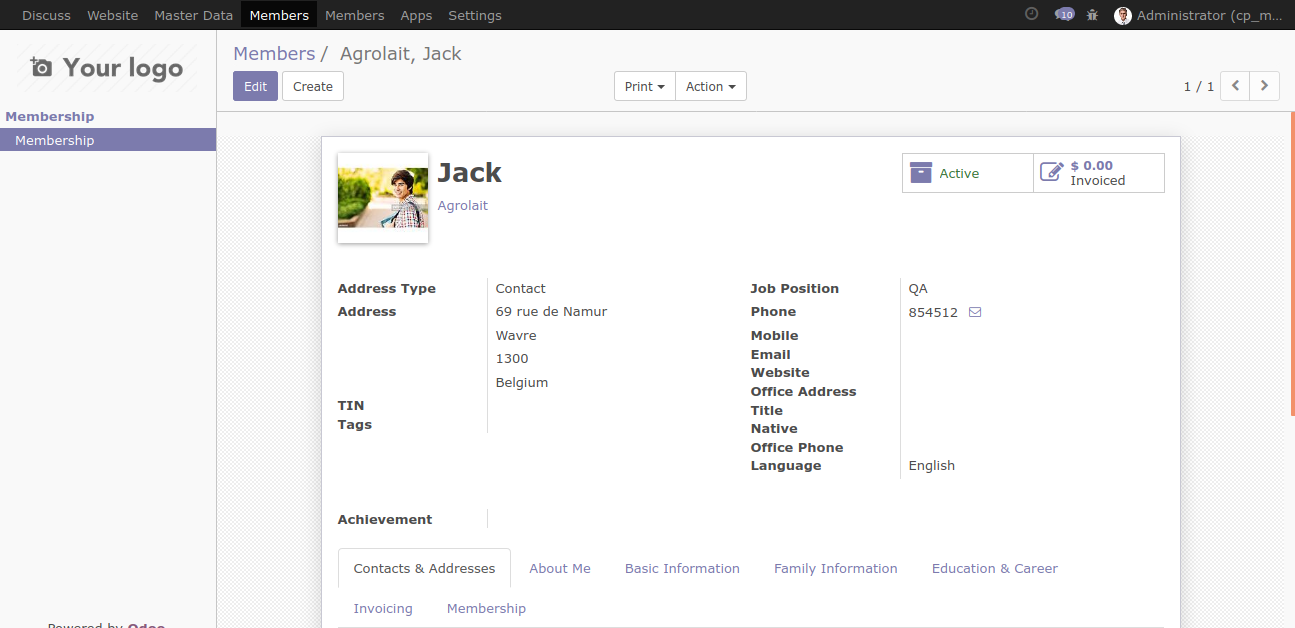 Discuss Website Master Data Members Members Apps Settings 10 Administrator (cp_m...
Your logo
Membership
Membership
Powered by Odoo
Members / Agrolait, Jack
Edit Create Print Action 1 / 1
Jack
Agrolait
Active
$ 0.00
Invoiced
Address Type Contact
Address 69 rue de Namur
Wavre
1300
Belgium
TIN
Tags
Job Position QA
Phone 854512
Mobile
Email
Website
Office Address
Title
Native
Office Phone
Language English
Achievement
Contacts & Addresses About Me Basic Information Family Information Education & Career
Invoicing Membership